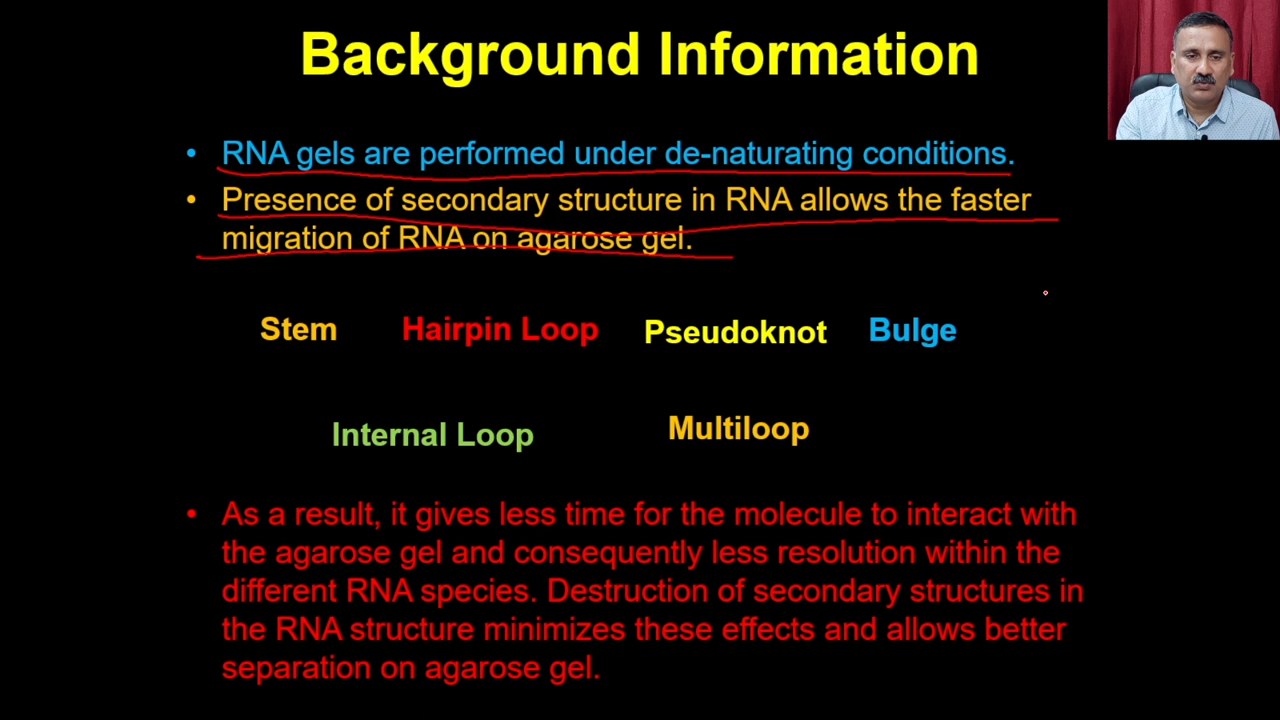 Background Information
• RNA gels are performed under de-naturating conditions.
• Presence of secondary structure in RNA allows the faster
migration of RNA on agarose gel.
Stem Hairpin Loop Pseudoknot Bulge
Internal Loop Multiloop
• As a result, it gives less time for the molecule to interact with
the agarose gel and consequently less resolution within the
different RNA species. Destruction of secondary structures in
the RNA structure minimizes these effects and allows better
separation on agarose gel.